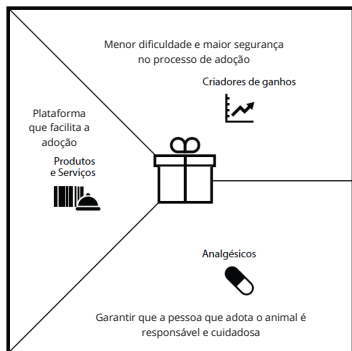 Menor dificuldade e maior segurança
no processo de adoção
Criadores de ganhos
Plataforma
que facilita a
adoção
Produtos
e Serviços
Analgésicos
Garantir que a pessoa que adota o animal é
responsável e cuidadosa